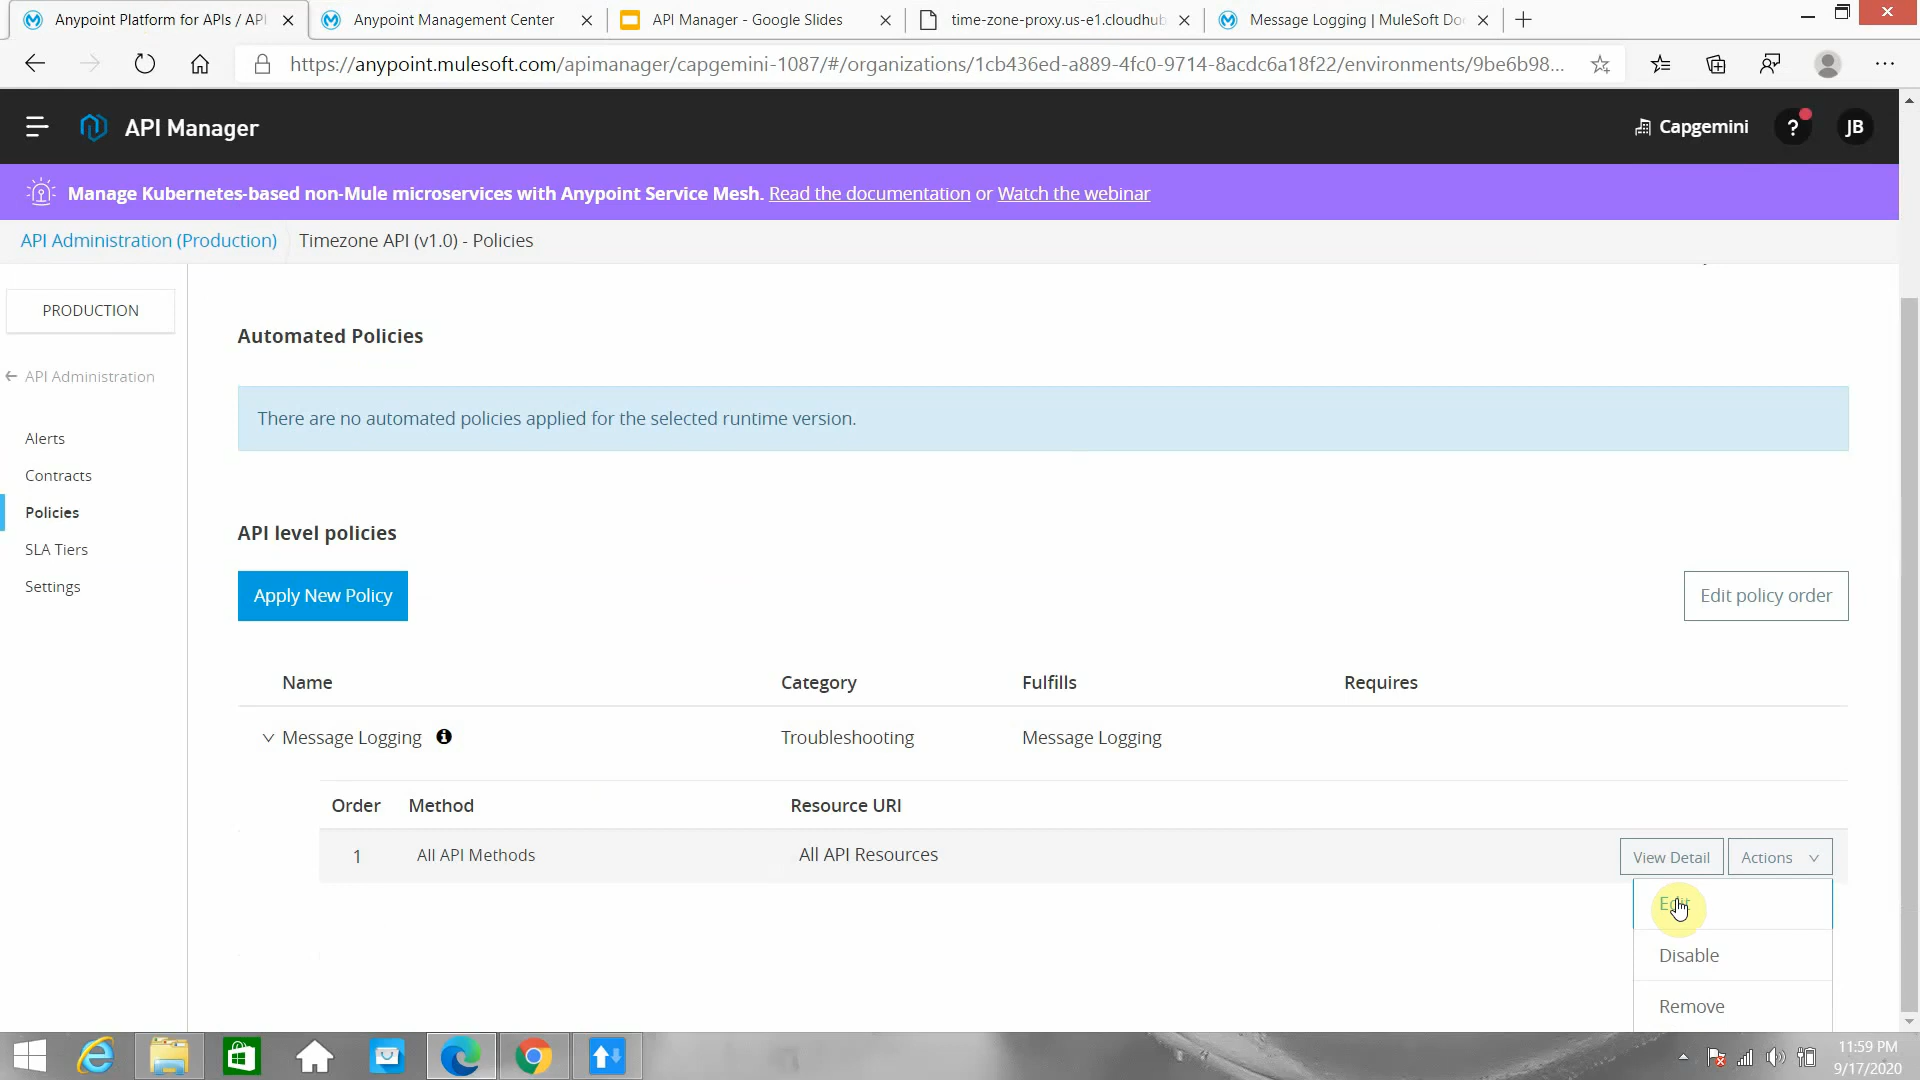 Anypoint Platform for APIs / API
Anypoint Management Center
API Manager - Google Slides
time-zone-proxy.us-e1.cloudhub
Message Logging | MuleSoft Do
https://anypoint.mulesoft.com/apimanager/capgemini-1087/#/organizations/1cb436ed-a889-4fc0-9714-8acdc6a18f22/environments/9be6b98...
API Manager
Capgemini
?
JB
Manage Kubernetes-based non-Mule microservices with Anypoint Service Mesh. Read the documentation or Watch the webinar
API Administration (Production)
Timezone API (v1.0) - Policies
PRODUCTION
API Administration
Alerts
Contracts
Policies
SLA Tiers
Settings
Automated Policies
There are no automated policies applied for the selected runtime version.
API level policies
Apply New Policy
Edit policy order
Name Category Fulfills Requires
Message Logging Troubleshooting Message Logging
Order Method Resource URI
1 All API Methods All API Resources
View Detail
Actions
Edit
Disable
Remove
11:59 PM
9/17/2020